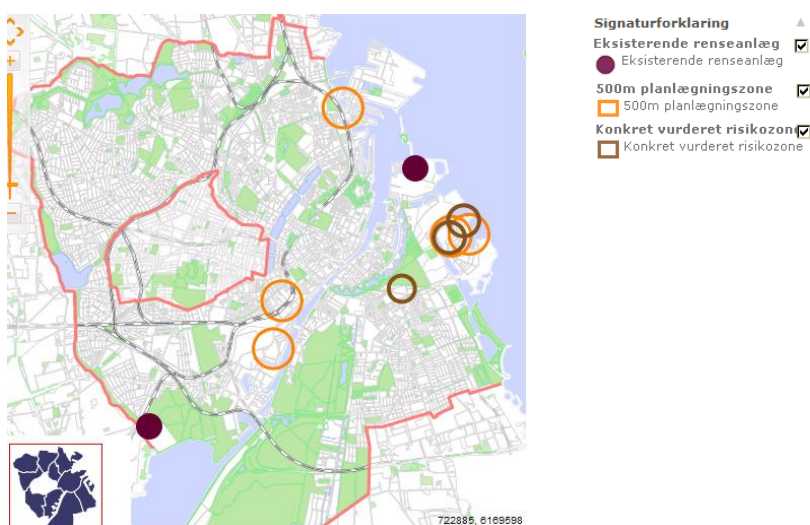 Signaturforklaring
Eksisterende renseanlæg
Eksisterende renseanlæg
500m planlægningszone
500m planlægningszone
Konkret vurderet risikozone
Konkret vurderet risikozone
722885, 6169598